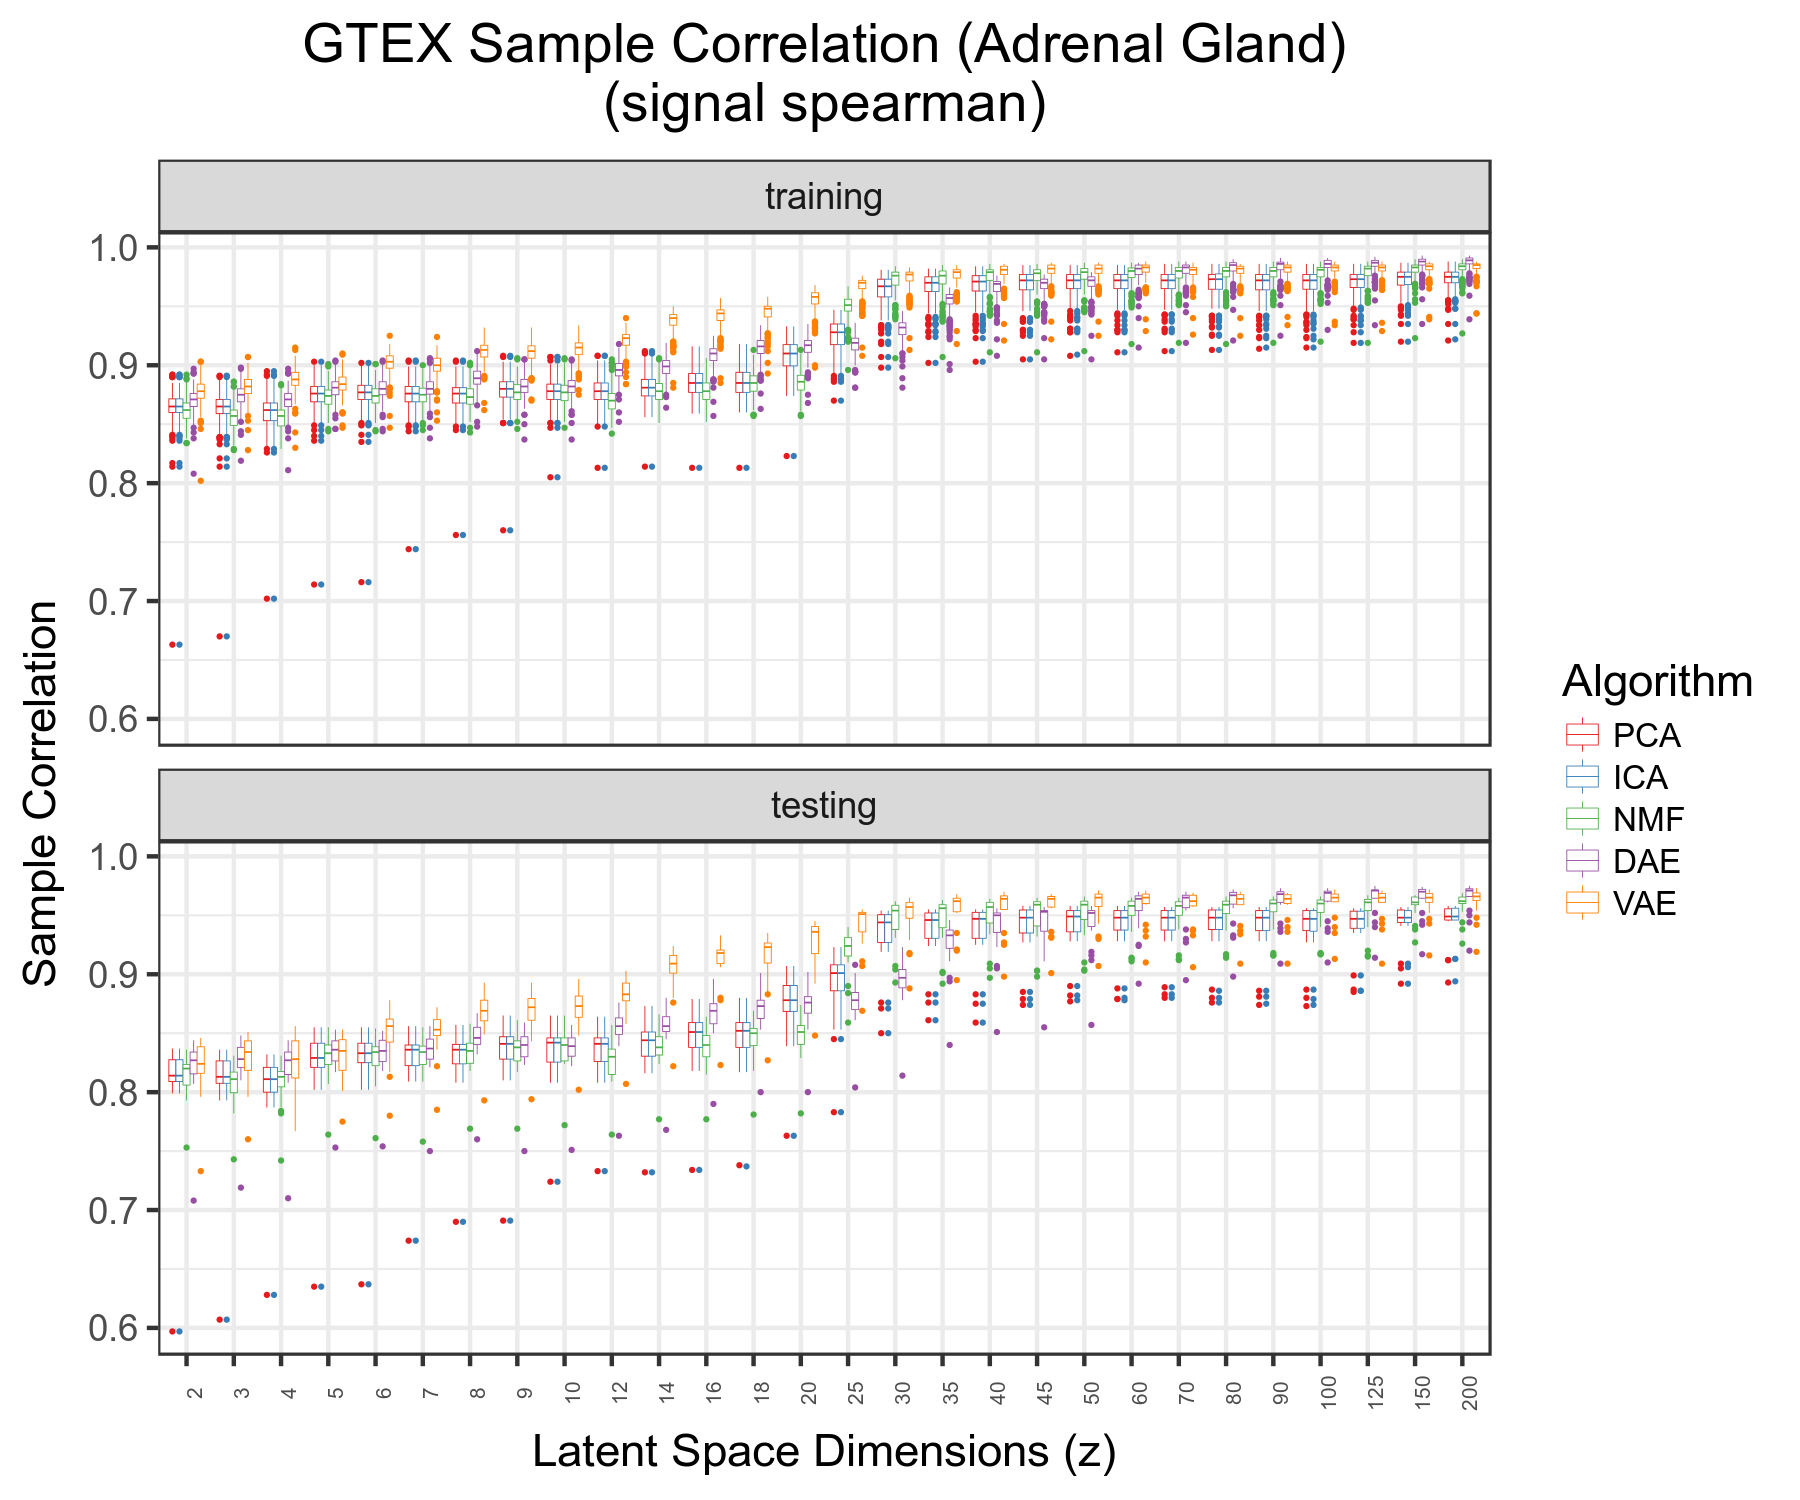 GTEX Sample Correlation (Adrenal Gland)
(signal spearman)
training
1.0
0.9
0.8
0.7
0.6
testing
1.0
0.9
0.8
0.7
0.6
Sample Correlation
2 3 4 5 6 7 8 9 10 12 14 16 18 20 25 30 35 40 45 50 60 70 80 90 100 125 150 200
Latent Space Dimensions (z)
Algorithm
PCA
ICA
NMF
DAE
VAE